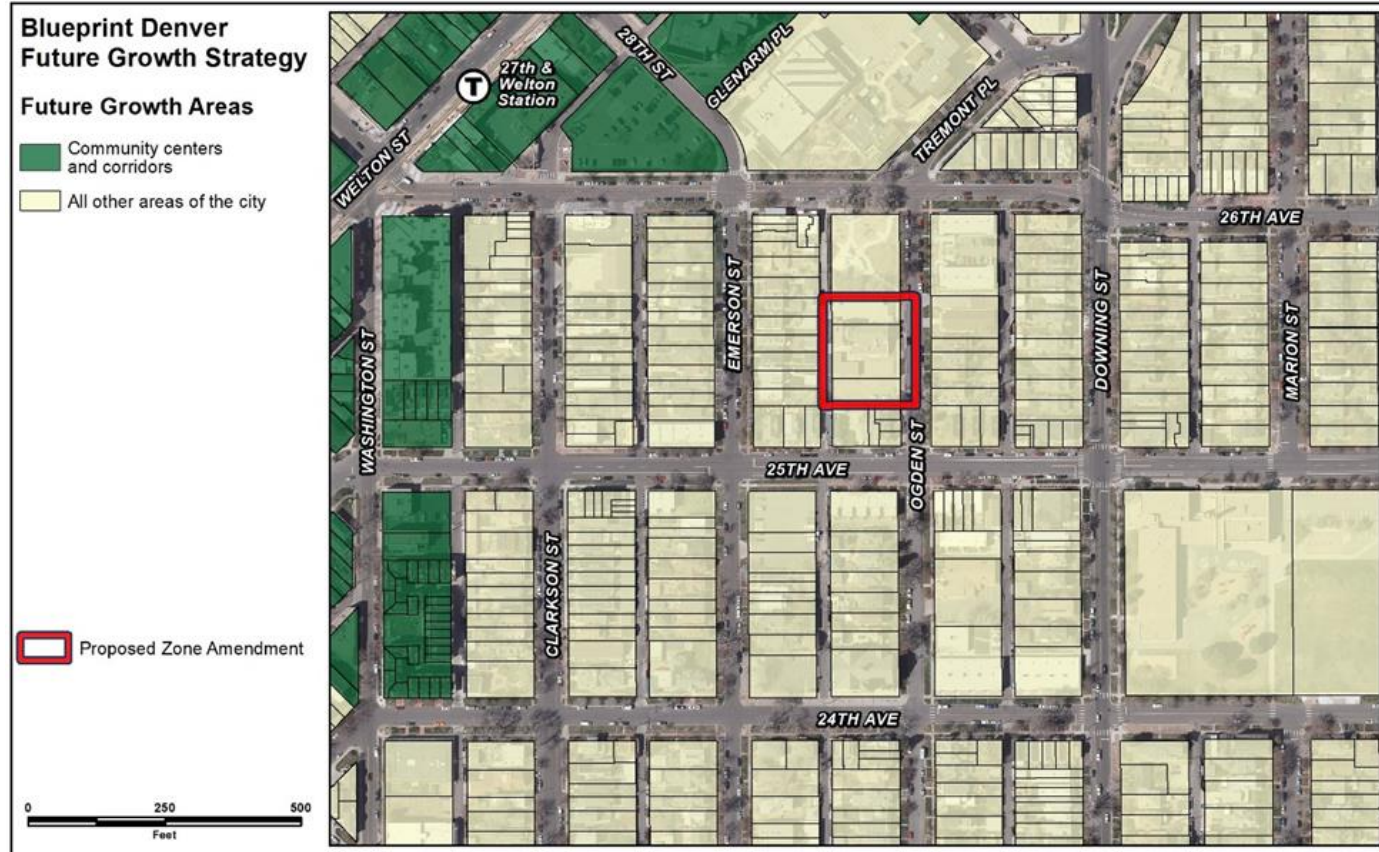 Blueprint Denver
Future Growth Strategy
Future Growth Areas
Community centers
and corridors
All other areas of the city
Proposed Zone Amendment
0 250 500
Feet
28TH ST
GLENARM PL
T
27th &
Welton
Station
TREMONT PL
WELTON ST
26TH AVE
EMERSON ST
DOWNING ST
MARION ST
WASHINGTON ST
OGDEN ST
25TH AVE
CLARKSON ST
24TH AVE